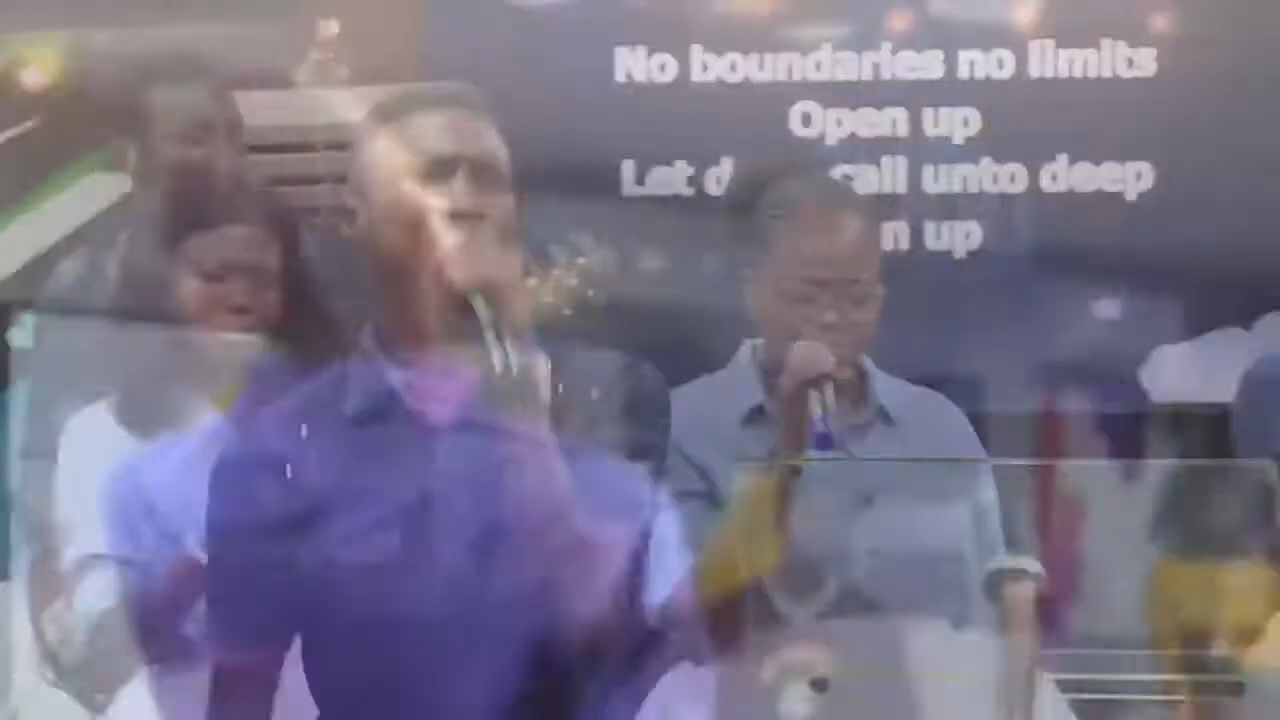 No boundaries no limits
Open up
Let d call unto deep
n up